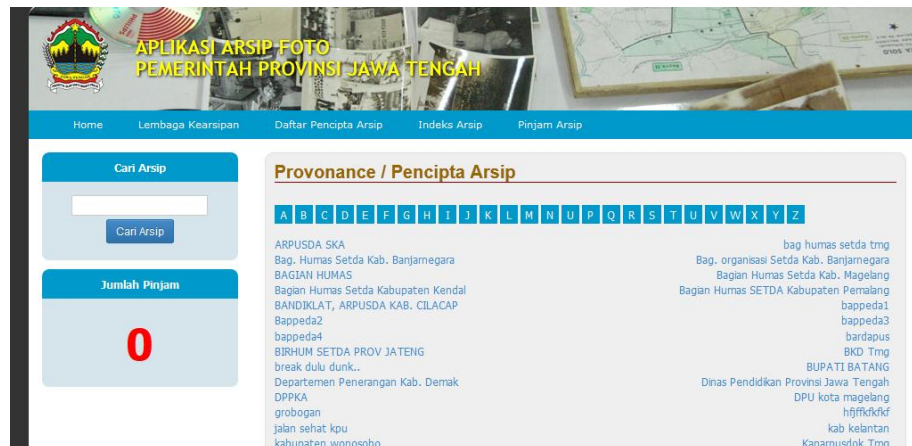 APLIKASI ARSIP FOTO
PEMERINTAH PROVINSI JAWA TENGAH
Home Lembaga Kearsipan Daftar Pencipta Arsip Indeks Arsip Pinjam Arsip
Cari Arsip
Cari Arsip
Jumlah Pinjam
0
Provonance / Pencipta Arsip
A B C D E F G H I J K L M N U P Q R S T U V W X Y Z
ARPUSDA SKA bag humas setda tmg
Bag. Humas Setda Kab. Banjarnegara Bag. organisasi Setda Kab. Banjarnegara
BAGIAN HUMAS Bagian Humas Setda Kab. Magelang
Bagian Humas Setda Kabupaten Kendal Bagian Humas SETDA Kabupaten Pemalang
BANDIKLAT, ARPUSDA KAB. CILACAP bappeda1
Bappeda2 bappeda3
bappeda4 bardapus
BIRHUM SETDA PROV JATENG BKD Tmg
break dulu dunk.. BUPATI BATANG
Departemen Penerangan Kab. Demak Dinas Pendidikan Provinsi Jawa Tengah
DPPKA DPU kota magelang
grobogan hfjffkfkfkf
jalan sehat kpu kab kelantan
kabupaten wonosobo Kanarpusdok Tmg